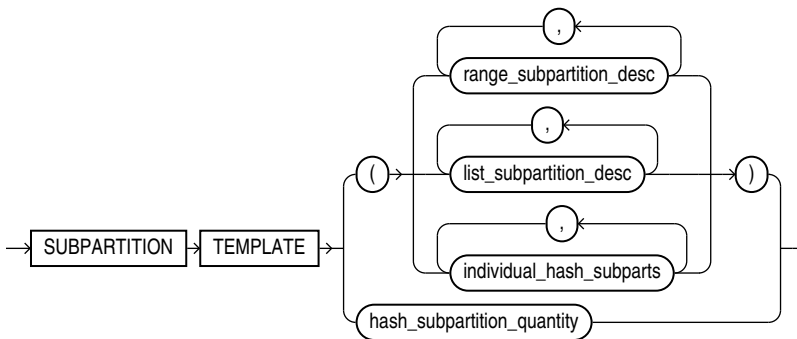 ,
range_subpartition_desc
,
( list_subpartition_desc )
SUBPARTITION TEMPLATE
,
individual_hash_subparts
hash_subpartition_quantity